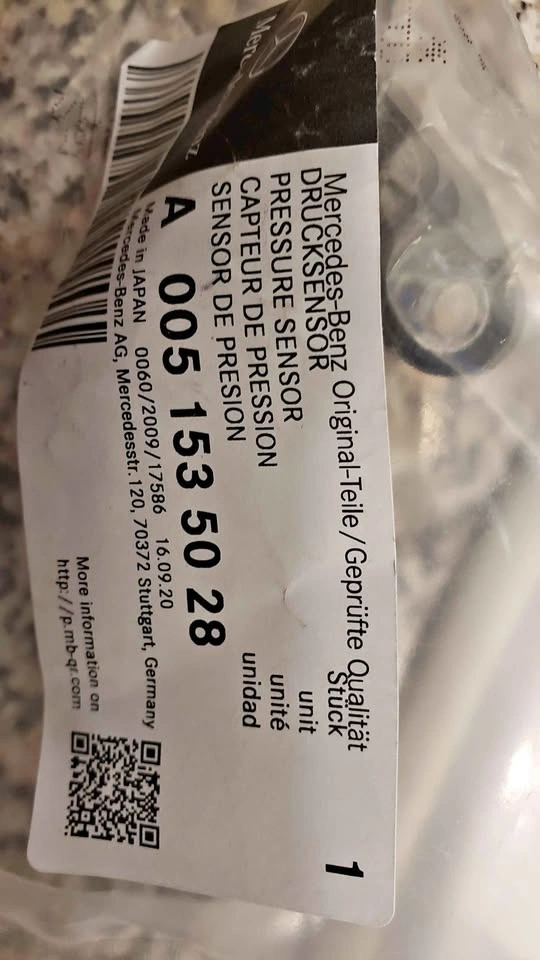 Mercedes-Benz Original-Teile/Geprüfte Qualität
DRUCKSENSOR Stück 1
PRESSURE SENSOR unit
CAPTEUR DE PRESSION unité
SENSOR DE PRESION unidad
A 005 153 50 28
Made in JAPAN 0060/2009/17586 16.09.20
Mercedes-Benz AG, Mercedesstr.120, 70372 Stuttgart, Germany
More information on
http://p.mb-qr.com